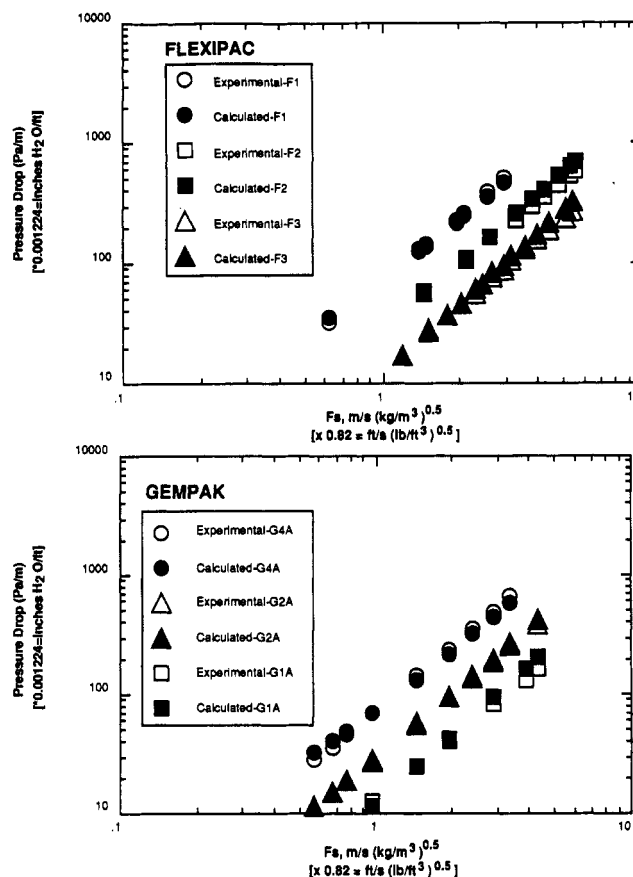 10000
FLEXIPAC
Experimental-F1
Calculated-F1
Experimental-F2
Calculated-F2
Experimental-F3
Calculated-F3
1000
100
10
Pressure Drop (Pa/m)
[*0.001224=inches H2 O/ft]
.1
1
1
Fs, m/s (kg/m3)0.5
[x 0.82 = ft/s (lb/ft3)0.5 ]
10000
GEMPAK
Experimental-G4A
Calculated-G4A
Experimental-G2A
Calculated-G2A
Experimental-G1A
Calculated-G1A
1000
100
10
Pressure Drop (Pa/m)
[*0.001224=inches H2 O/ft]
.1
1
10
Fs, m/s (kg/m3)0.5
[ x 0.82 = ft/s (lb/ft3)0.5 ]